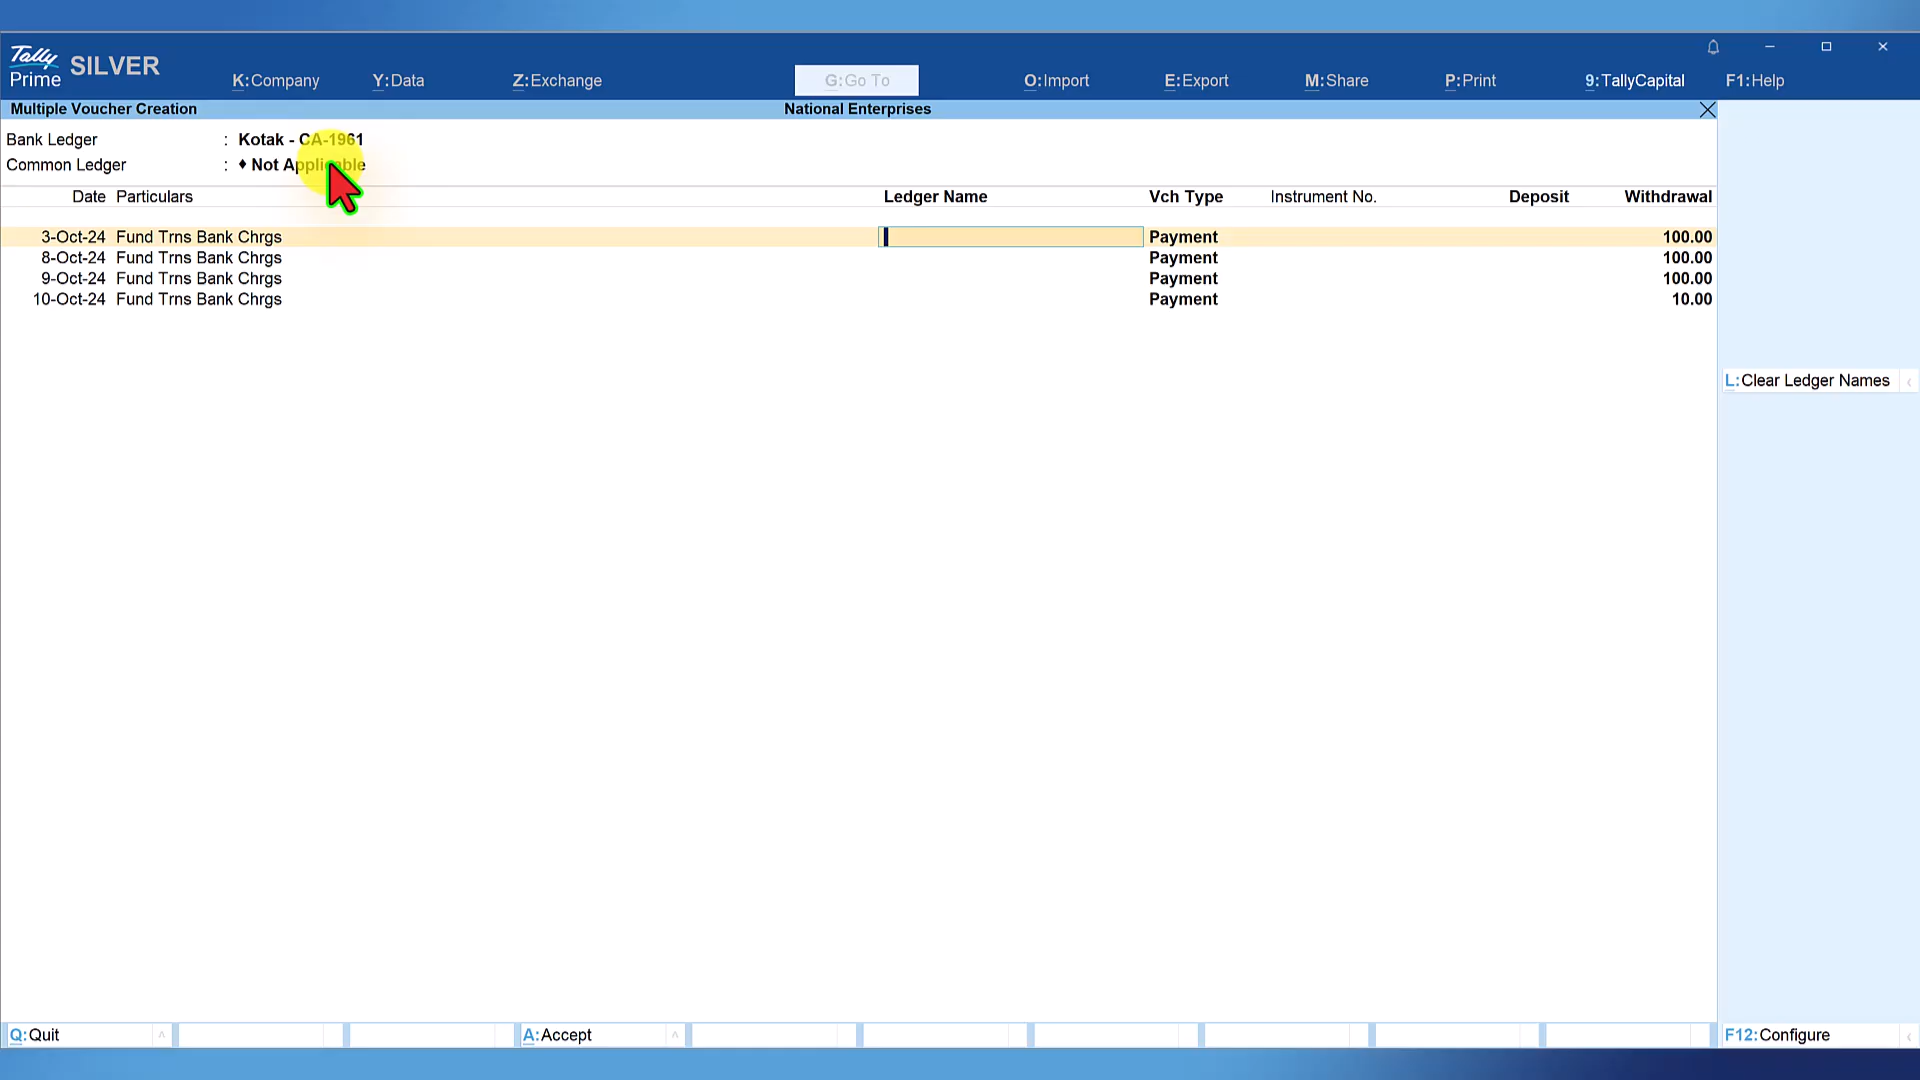 Tally
Prime SILVER
K:Company Y:Data Z:Exchange G:Go To O:Import E:Export M:Share P:Print 9:TallyCapital F1:Help
Multiple Voucher Creation National Enterprises
Bank Ledger : Kotak - CA-1961
Common Ledger : ♦ Not Applicable
Date Particulars Ledger Name Vch Type Instrument No. Deposit Withdrawal
3-Oct-24 Fund Trns Bank Chrgs Payment 100.00
8-Oct-24 Fund Trns Bank Chrgs Payment 100.00
9-Oct-24 Fund Trns Bank Chrgs Payment 100.00
10-Oct-24 Fund Trns Bank Chrgs Payment 10.00
L:Clear Ledger Names
Q:Quit A:Accept F12:Configure